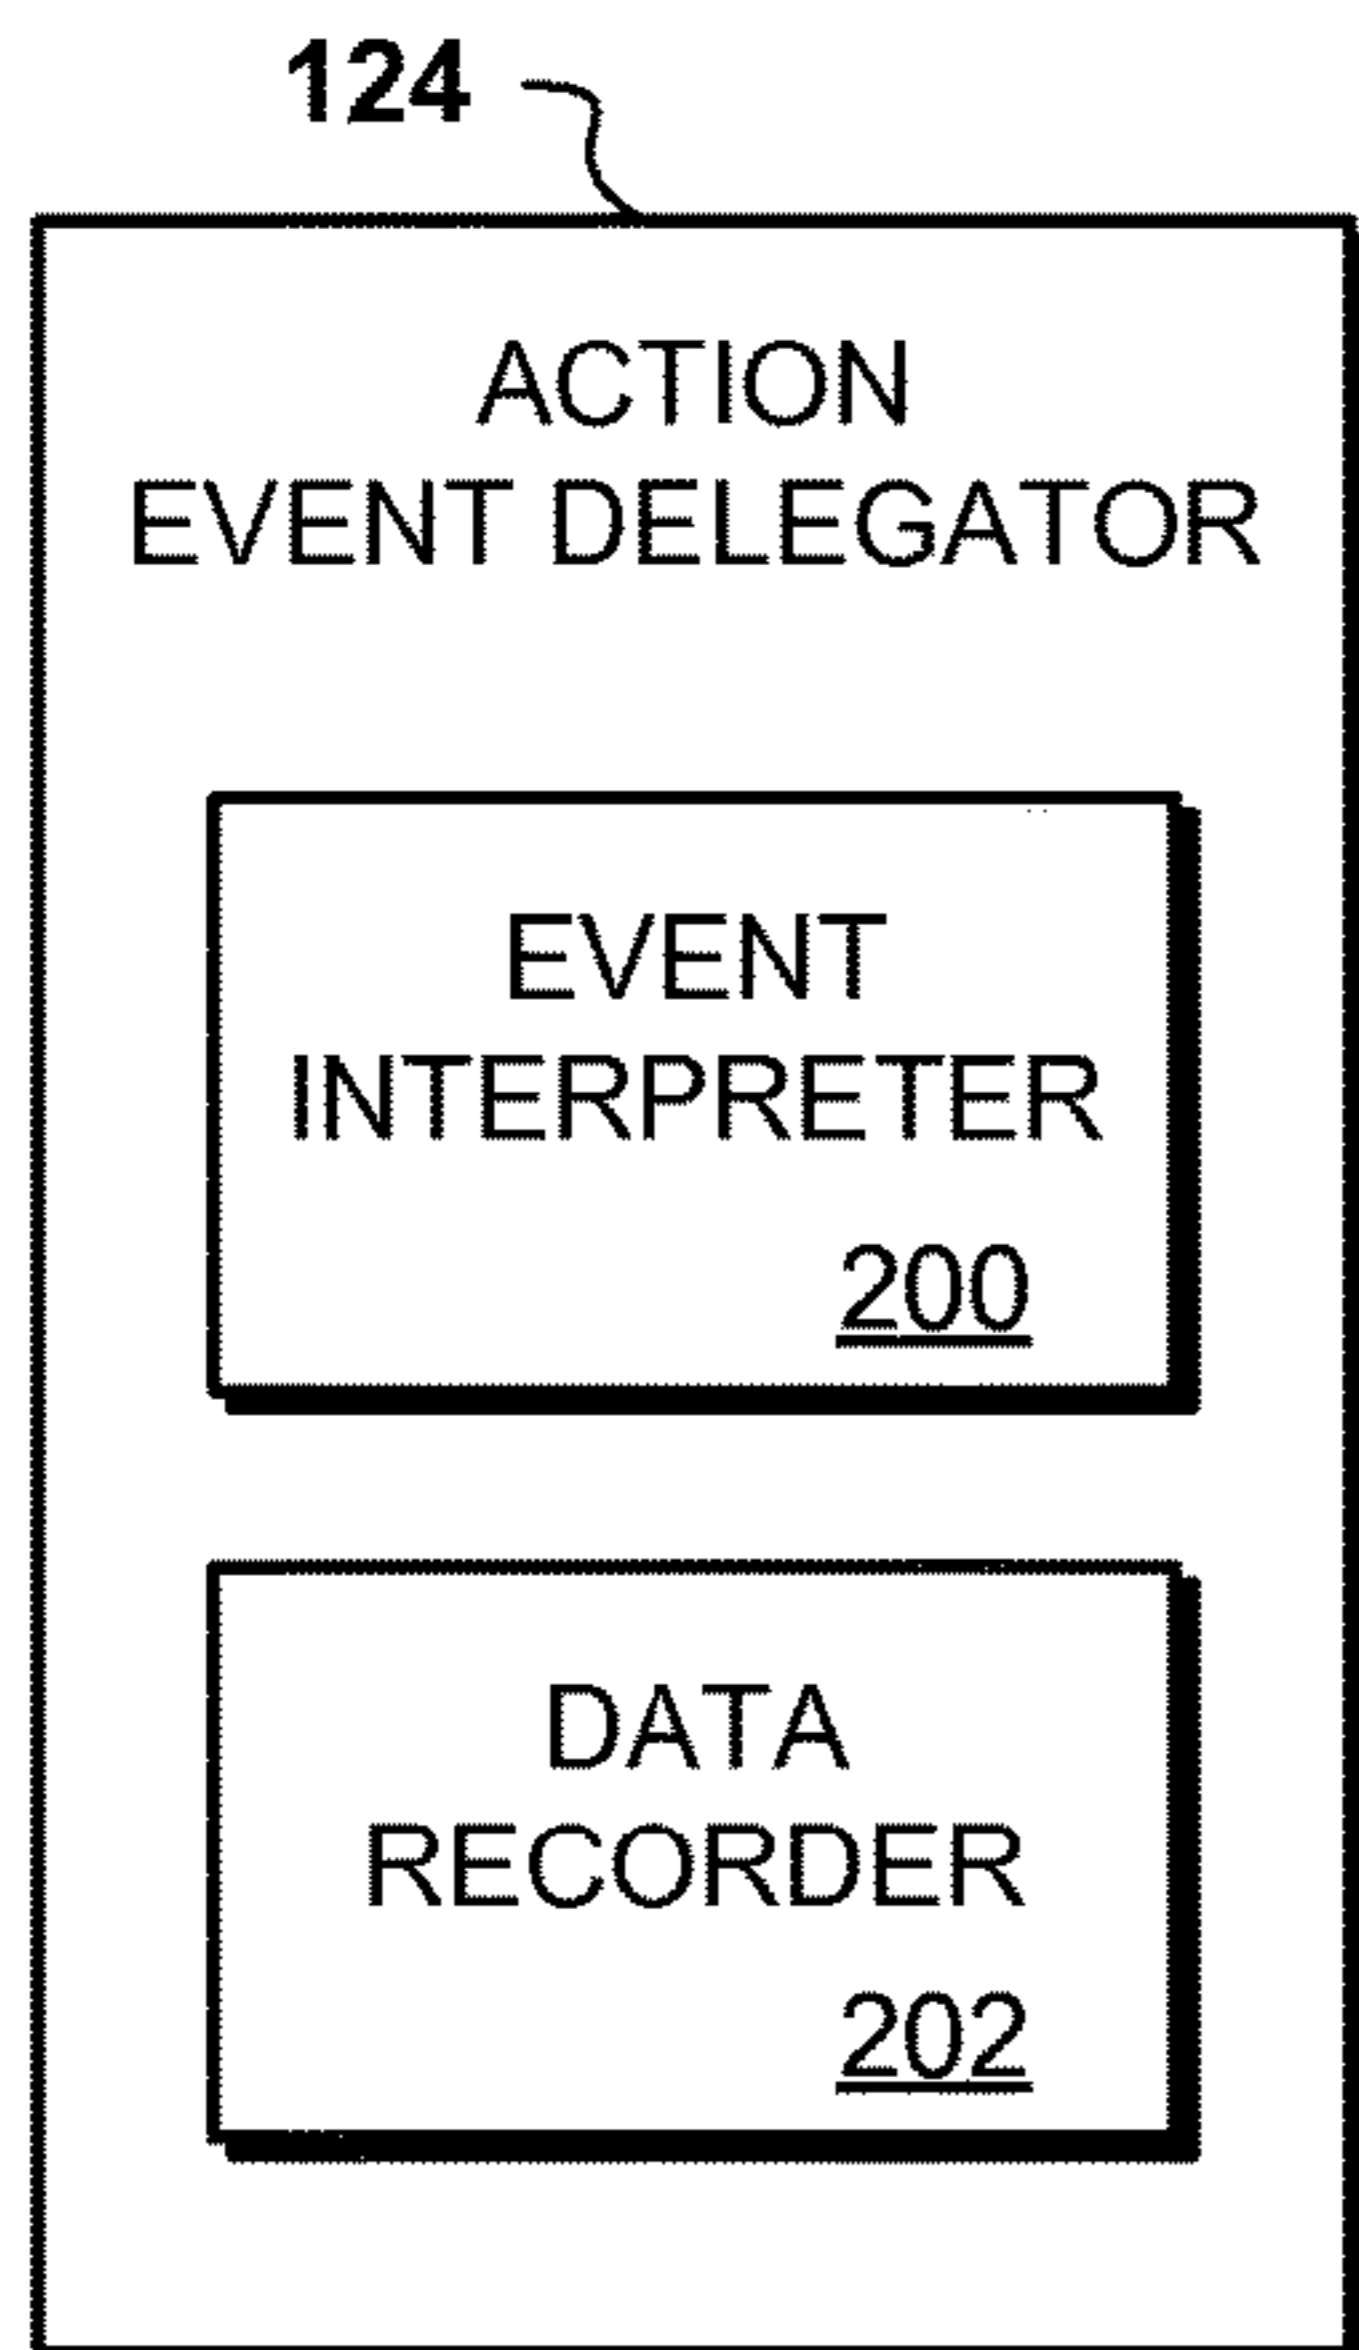 124
ACTION
EVENT DELEGATOR
EVENT
INTERPRETER
200
DATA
RECORDER
202